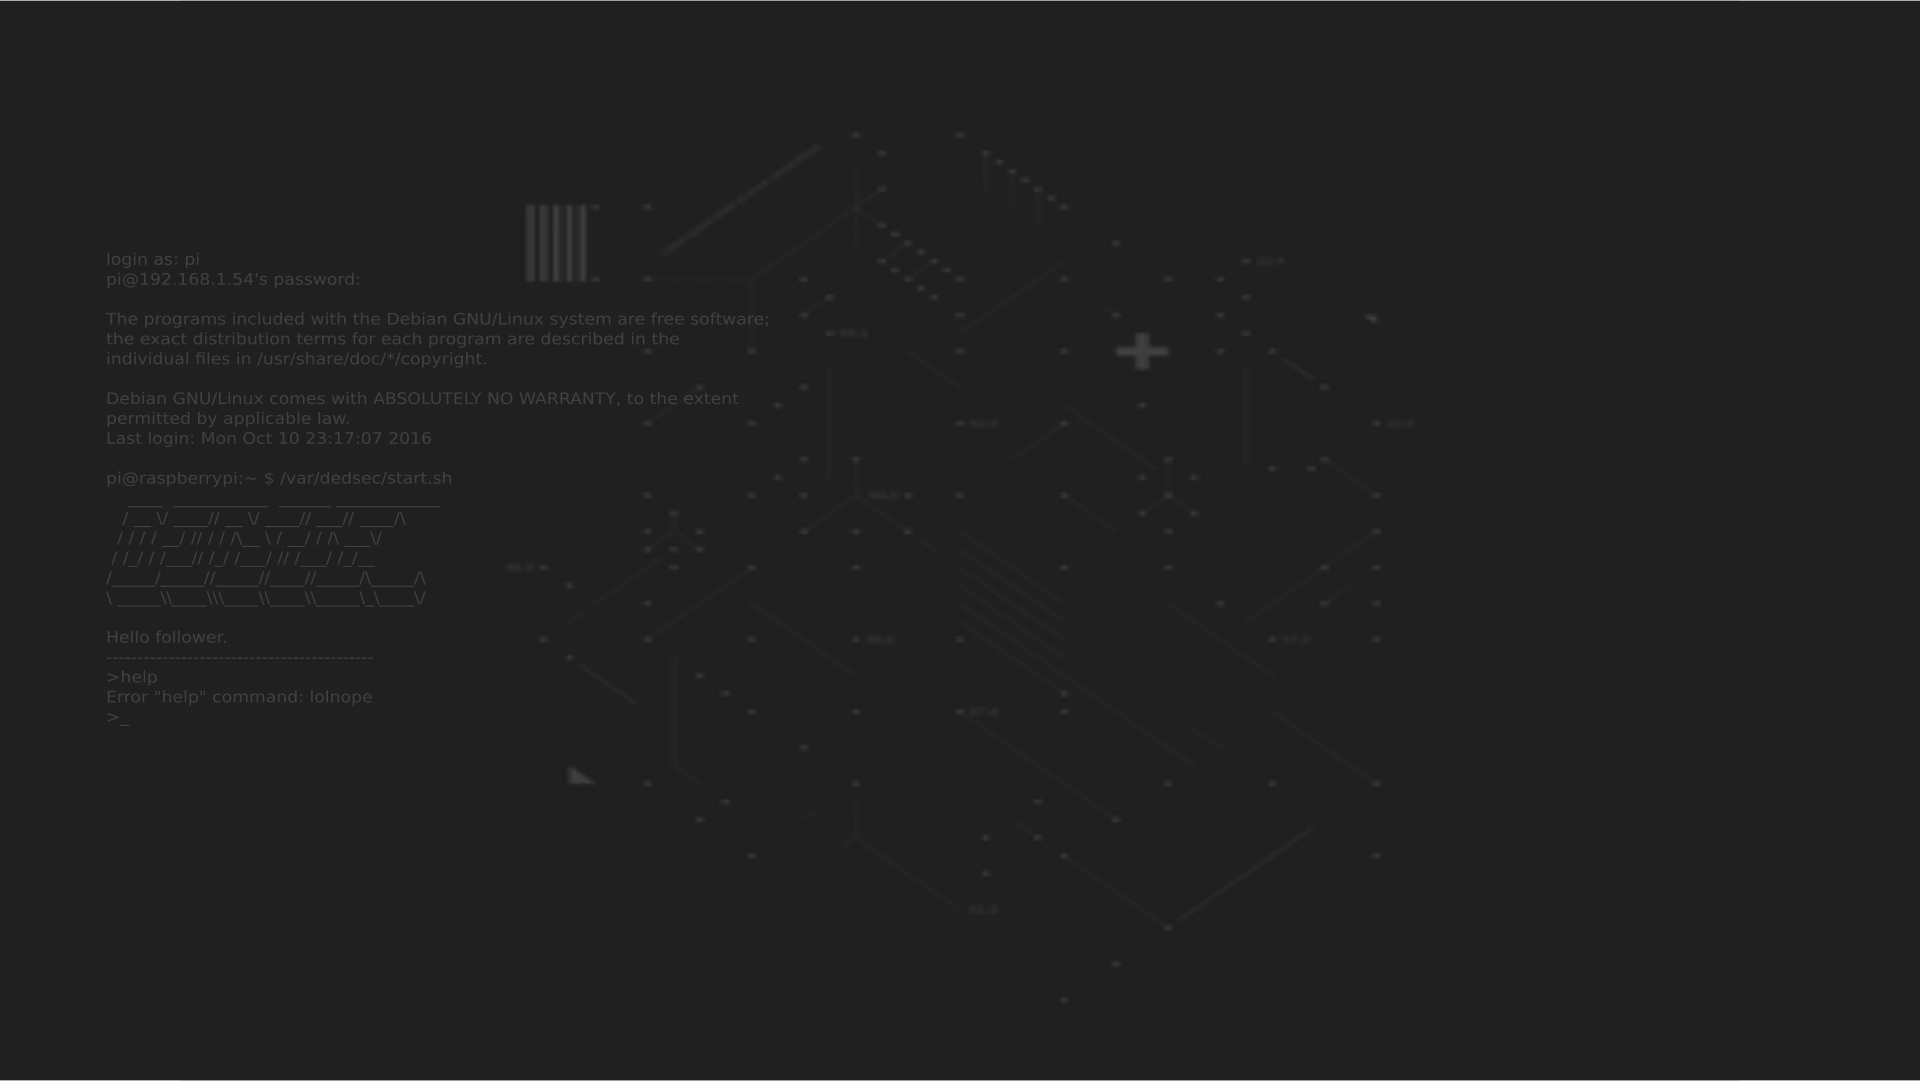 login as: pi
pi@192.168.1.54's password:
The programs included with the Debian GNU/Linux system are free software;
the exact distribution terms for each program are described in the
individual files in /usr/share/doc/*/copyright.
Debian GNU/Linux comes with ABSOLUTELY NO WARRANTY, to the extent
permitted by applicable law.
Last login: Mon Oct 10 23:17:07 2016
pi@raspberrypi:~ $ /var/dedsec/start.sh
Hello follower.
-------------------------------------------
>help
Error "help" command: lolnope
>_